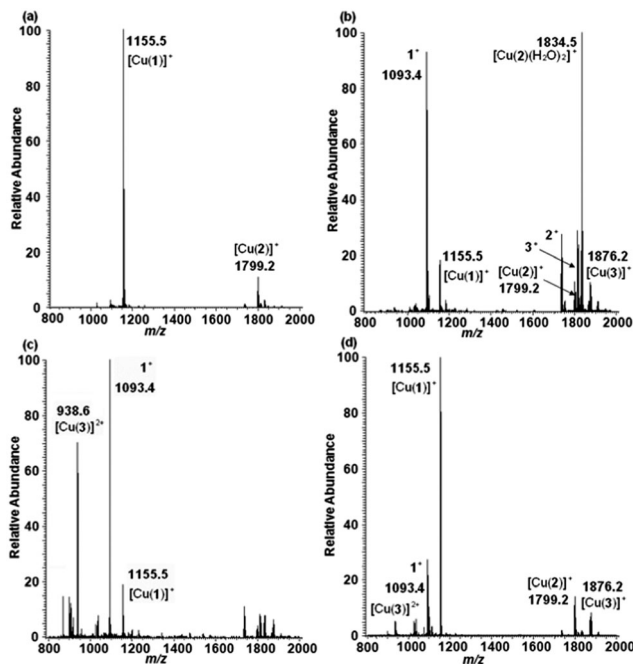 (a)
100
80
60
40
20
0
Relative Abundance
1155.5
[Cu(1)]⁺
[Cu(2)]⁺
1799.2
800 1000 1200 1400 1600 1800 2000
m/z
(b)
100
80
60
40
20
0
Relative Abundance
1⁺
1093.4
1834.5
[Cu(2)(H₂O)₂]⁺
1155.5
[Cu(1)]⁺
2⁺
3⁺
[Cu(2)]⁺
1799.2
1876.2
[Cu(3)]⁺
800 1000 1200 1400 1600 1800 2000
m/z
(c)
100
80
60
40
20
0
Relative Abundance
1⁺
1093.4
938.6
[Cu(3)]²⁺
1155.5
[Cu(1)]⁺
800 1000 1200 1400 1600 1800 2000
m/z
(d)
100
80
60
40
20
0
Relative Abundance
1155.5
[Cu(1)]⁺
1⁺
1093.4
[Cu(3)]²⁺
[Cu(2)]⁺
1799.2
1876.2
[Cu(3)]⁺
800 1000 1200 1400 1600 1800 2000
m/z